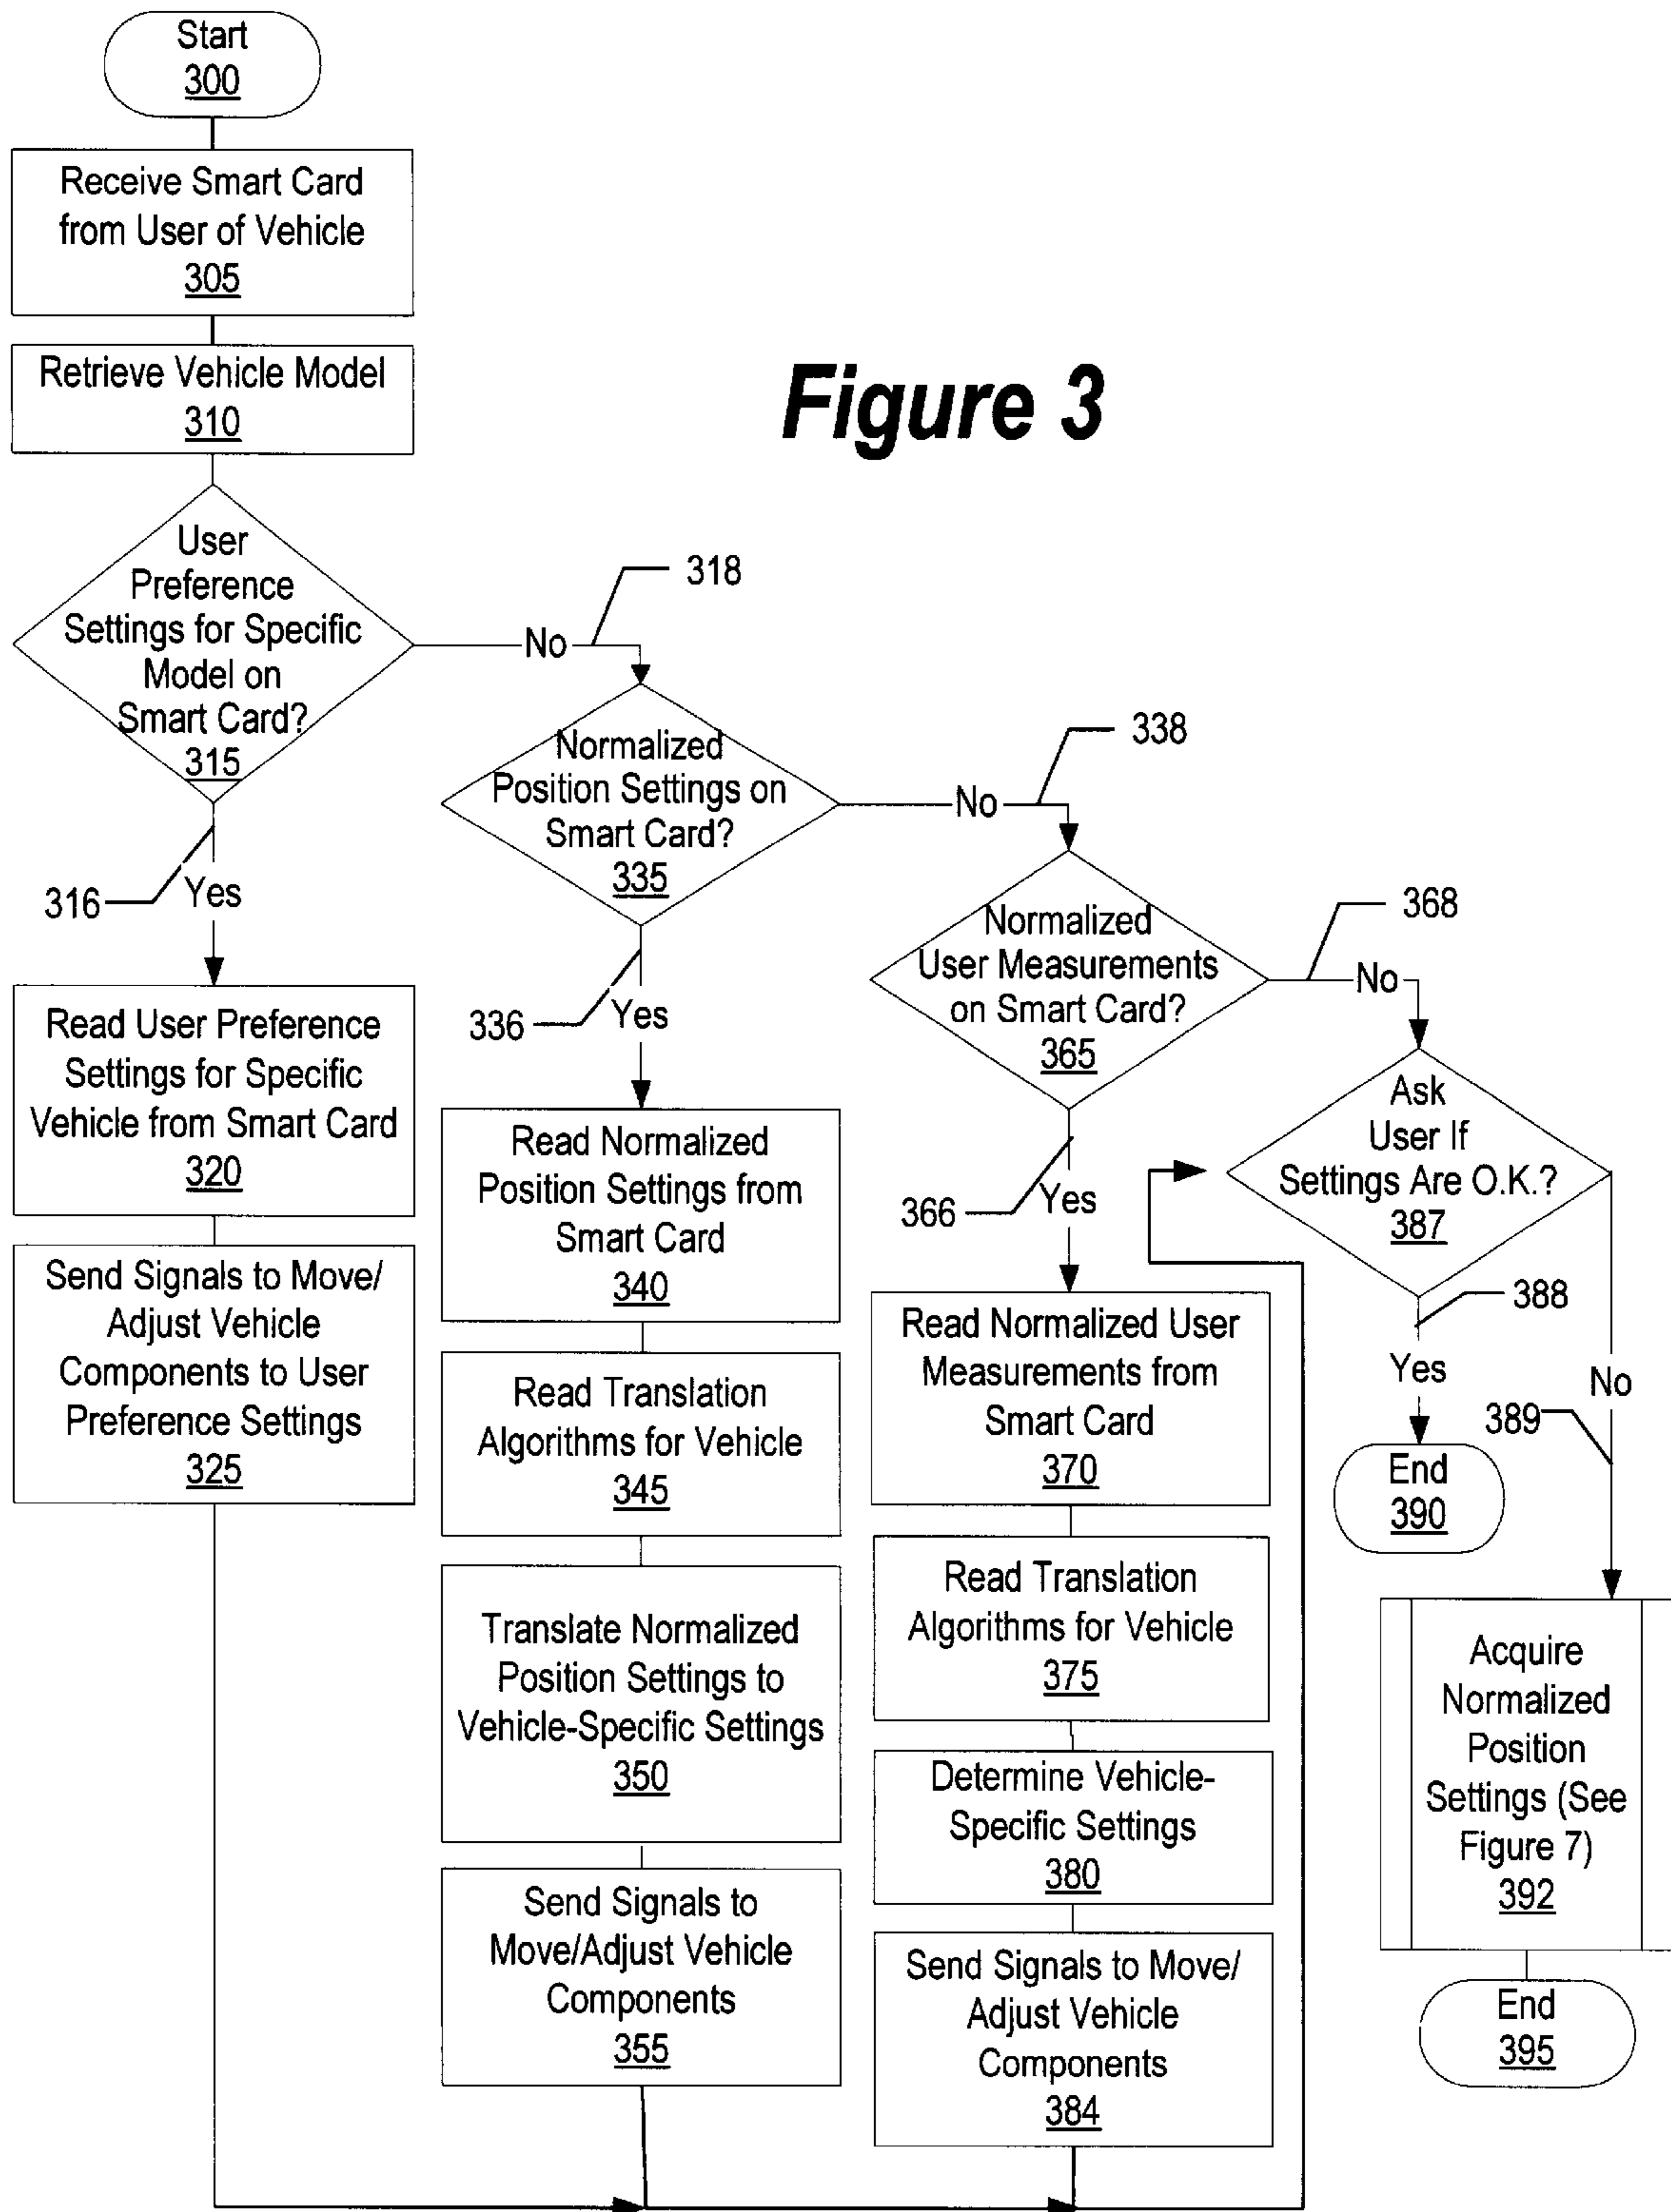 Start
300
Receive Smart Card
from User of Vehicle
305
Retrieve Vehicle Model
310
Figure 3
User
Preference
Settings for Specific
Model on
Smart Card?
315
No
318
316
Yes
Normalized
Position Settings on
Smart Card?
335
No
338
336
Yes
Normalized
User Measurements
on Smart Card?
365
No
368
366
Yes
Ask
User If
Settings Are O.K.?
387
388
Yes
No
389
End
390
Read User Preference
Settings for Specific
Vehicle from Smart Card
320
Send Signals to Move/
Adjust Vehicle
Components to User
Preference Settings
325
Read Normalized
Position Settings from
Smart Card
340
Read Translation
Algorithms for Vehicle
345
Translate Normalized
Position Settings to
Vehicle-Specific Settings
350
Send Signals to
Move/Adjust Vehicle
Components
355
Read Normalized User
Measurements from
Smart Card
370
Read Translation
Algorithms for Vehicle
375
Determine Vehicle-
Specific Settings
380
Send Signals to Move/
Adjust Vehicle
Components
384
Acquire
Normalized
Position
Settings (See
Figure 7)
392
End
395